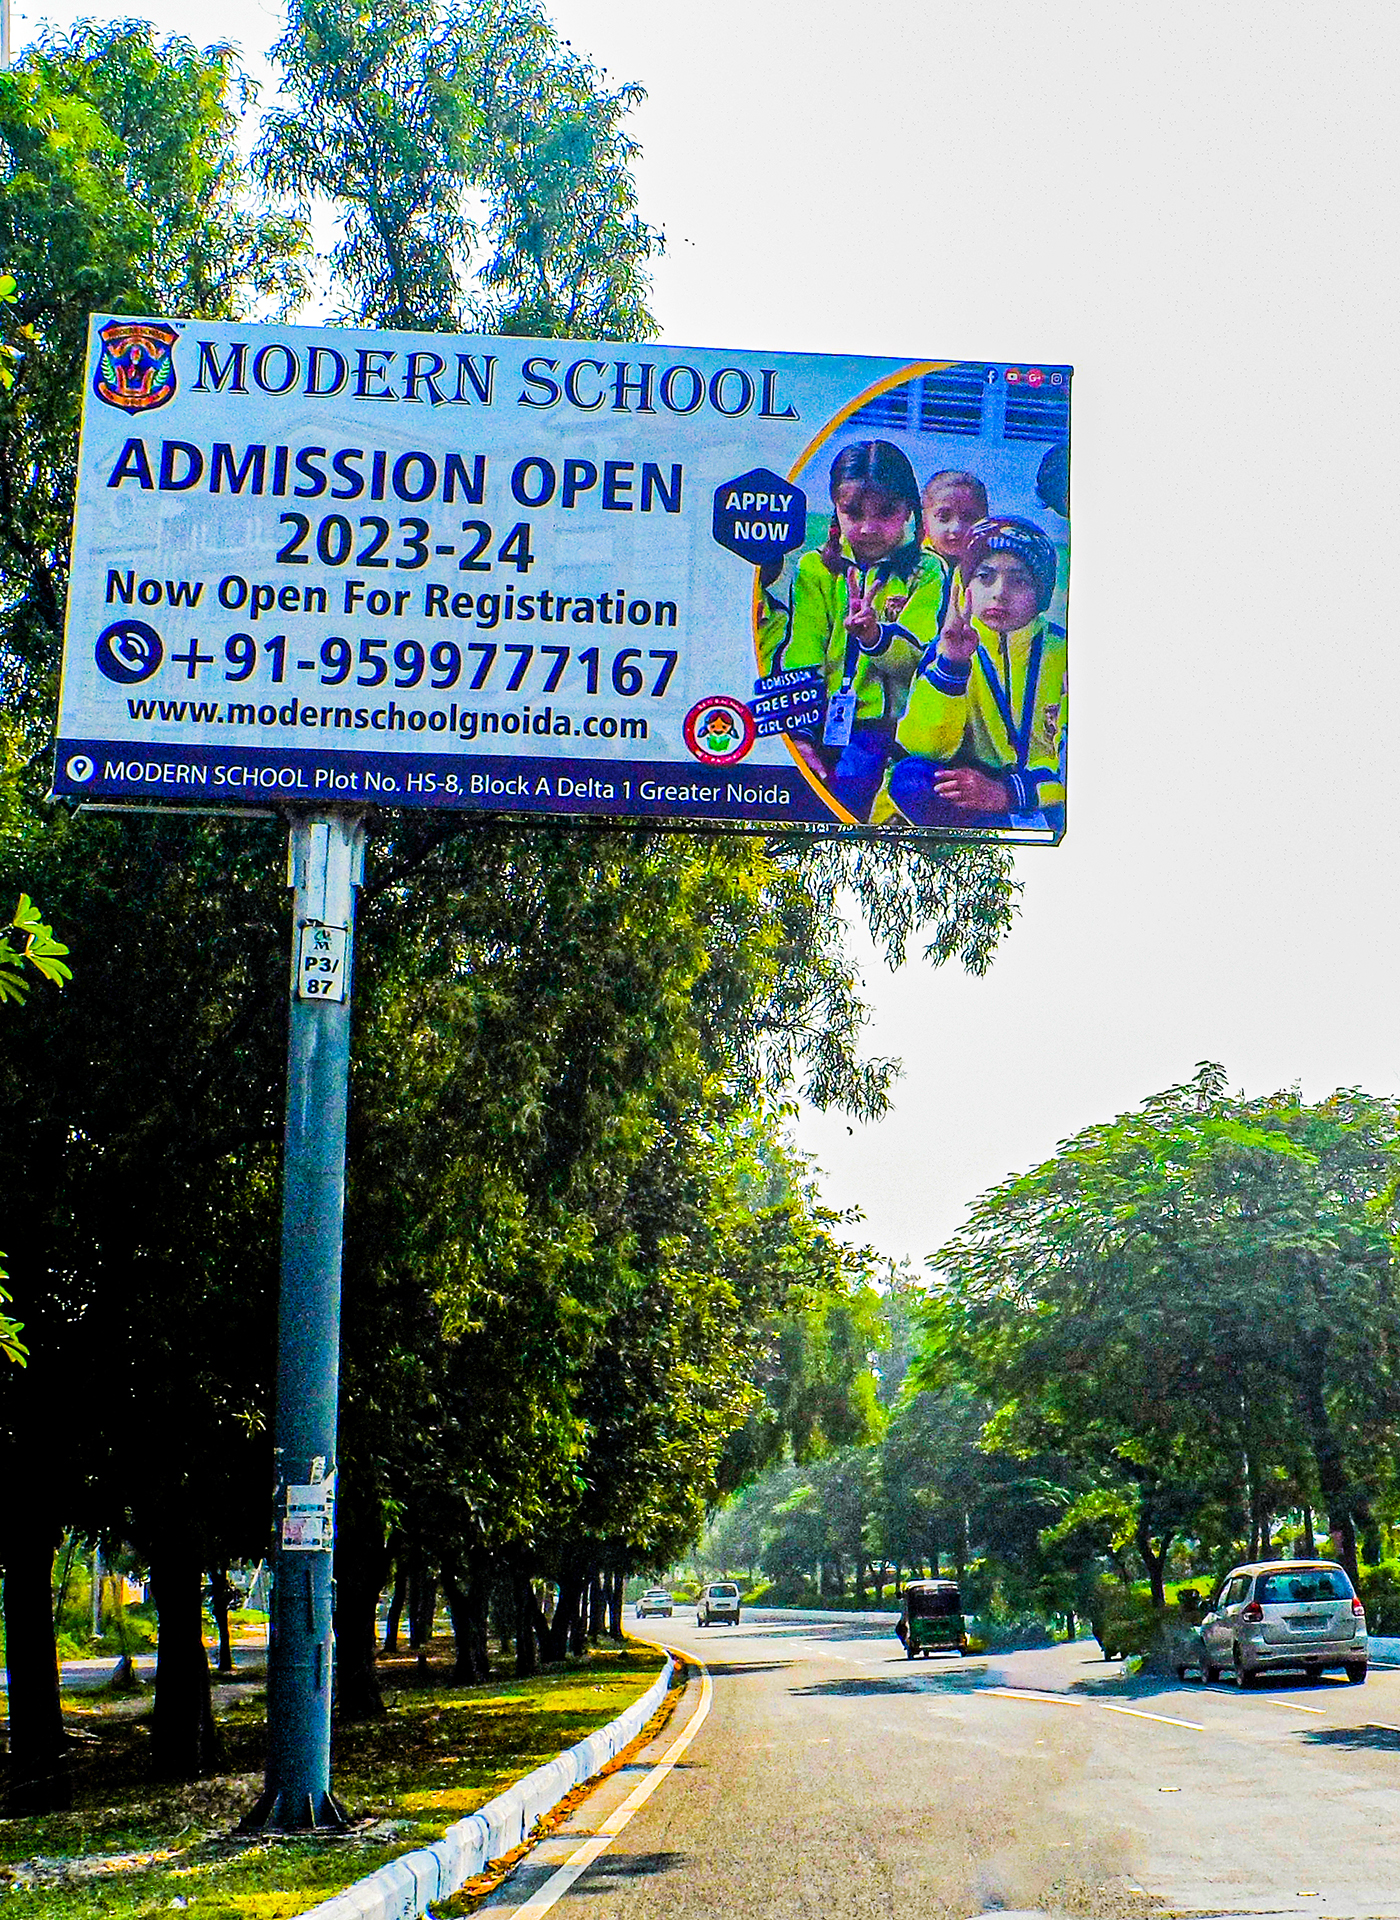 MODERN SCHOOL
ADMISSION OPEN
2023-24
Now Open For Registration
+91-9599777167
www.modernschoolgnoida.com
APPLY
NOW
ADMISSION
FREE FOR
GIRL CHILD
MODERN SCHOOL Plot No. HS-8, Block A Delta 1 Greater Noida
P3/
87